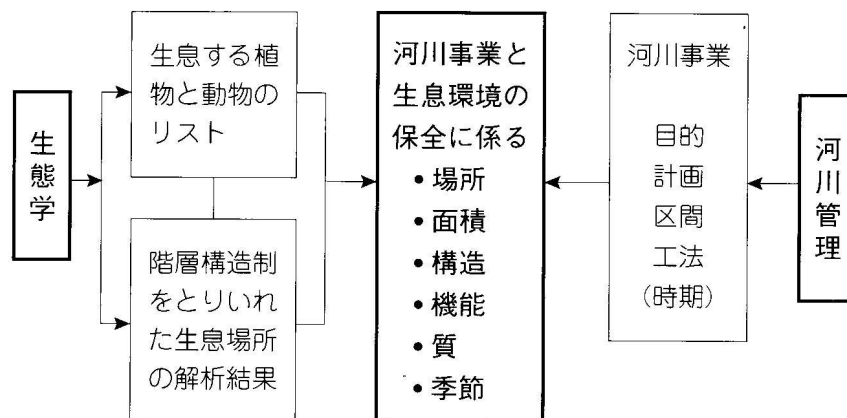 生態学
生息する植
物と動物の
リスト
階層構造制
をとりいれ
た生息場所
の解析結果
河川事業と
生息環境の
保全に係る
• 場所
• 面積
• 構造
• 機能
• 質
• 季節
河川事業
目的
計画
区間
工法
（時期）
河川管理